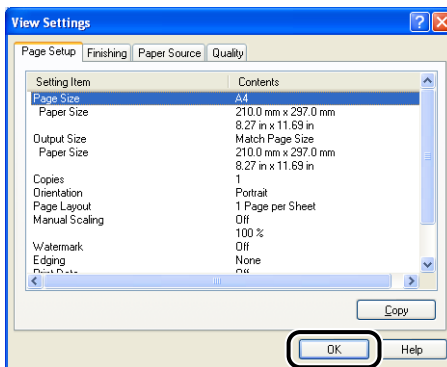 View Settings
Page Setup Finishing Paper Source Quality
Setting Item Contents
Page Size A4
Paper Size 210.0 mm x 297.0 mm
8.27 in x 11.69 in
Output Size Match Page Size
Paper Size 210.0 mm x 297.0 mm
8.27 in x 11.69 in
Copies 1
Orientation Portrait
Page Layout 1 Page per Sheet
Manual Scaling Off
100 %
Watermark Off
Edging None
Print Date Off
Copy
OK Help